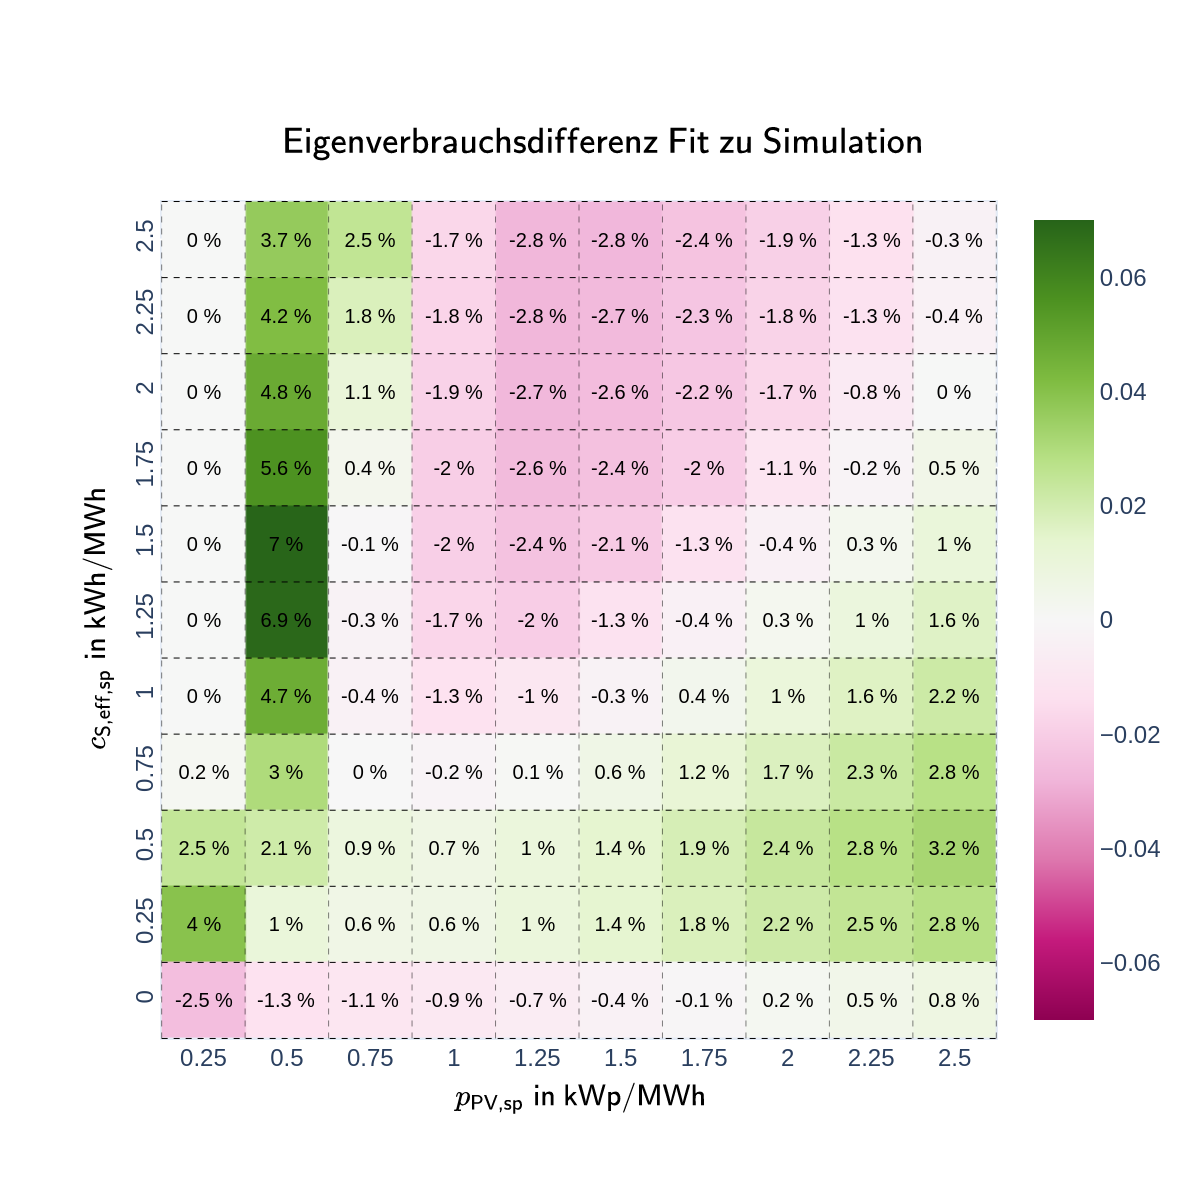 Eigenverbrauchsdifferenz Fit zu Simulation
2.5 0 % 3.7 % 2.5 % -1.7 % -2.8 % -2.8 % -2.4 % -1.9 % -1.3 % -0.3 %
2.25 0 % 4.2 % 1.8 % -1.8 % -2.8 % -2.7 % -2.3 % -1.8 % -1.3 % -0.4 %
2 0 % 4.8 % 1.1 % -1.9 % -2.7 % -2.6 % -2.2 % -1.7 % -0.8 % 0 %
1.75 0 % 5.6 % 0.4 % -2 % -2.6 % -2.4 % -2 % -1.1 % -0.2 % 0.5 %
1.5 0 % 7 % -0.1 % -2 % -2.4 % -2.1 % -1.3 % -0.4 % 0.3 % 1 %
1.25 0 % 6.9 % -0.3 % -1.7 % -2 % -1.3 % -0.4 % 0.3 % 1 % 1.6 %
1 0 % 4.7 % -0.4 % -1.3 % -1 % -0.3 % 0.4 % 1 % 1.6 % 2.2 %
0.75 0.2 % 3 % 0 % -0.2 % 0.1 % 0.6 % 1.2 % 1.7 % 2.3 % 2.8 %
0.5 2.5 % 2.1 % 0.9 % 0.7 % 1 % 1.4 % 1.9 % 2.4 % 2.8 % 3.2 %
0.25 4 % 1 % 0.6 % 0.6 % 1 % 1.4 % 1.8 % 2.2 % 2.5 % 2.8 %
0 -2.5 % -1.3 % -1.1 % -0.9 % -0.7 % -0.4 % -0.1 % 0.2 % 0.5 % 0.8 %
0.25 0.5 0.75 1 1.25 1.5 1.75 2 2.25 2.5
p_PV,sp in kWp/MWh
c_S,eff,sp in kWh/MWh
0.06
0.04
0.02
0
−0.02
−0.04
−0.06